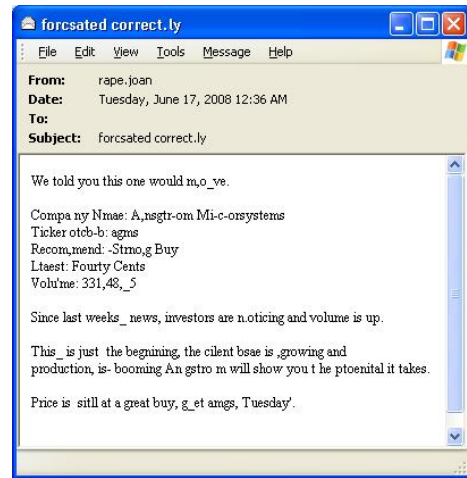 forcsated correct.ly
File Edit View Tools Message Help
From: rape.joan
Date: Tuesday, June 17, 2008 12:36 AM
To:
Subject: forcsated correct.ly
We told you this one would m,o_ve.
Compa ny Nmae: A,nsgtr-om Mi-c-orsystems
Ticker otcb-b: agms
Recom,mend: -Strno,g Buy
Ltaest: Fourty Cents
Volu'me: 331,48,_5
Since last weeks_ news, investors are n.oticing and volume is up.
This_ is just the begnining, the cilent bsae is ,growing and
production, is- booming An gstro m will show you t he ptoenital it takes.
Price is sitll at a great buy, g_et amgs, Tuesday'.